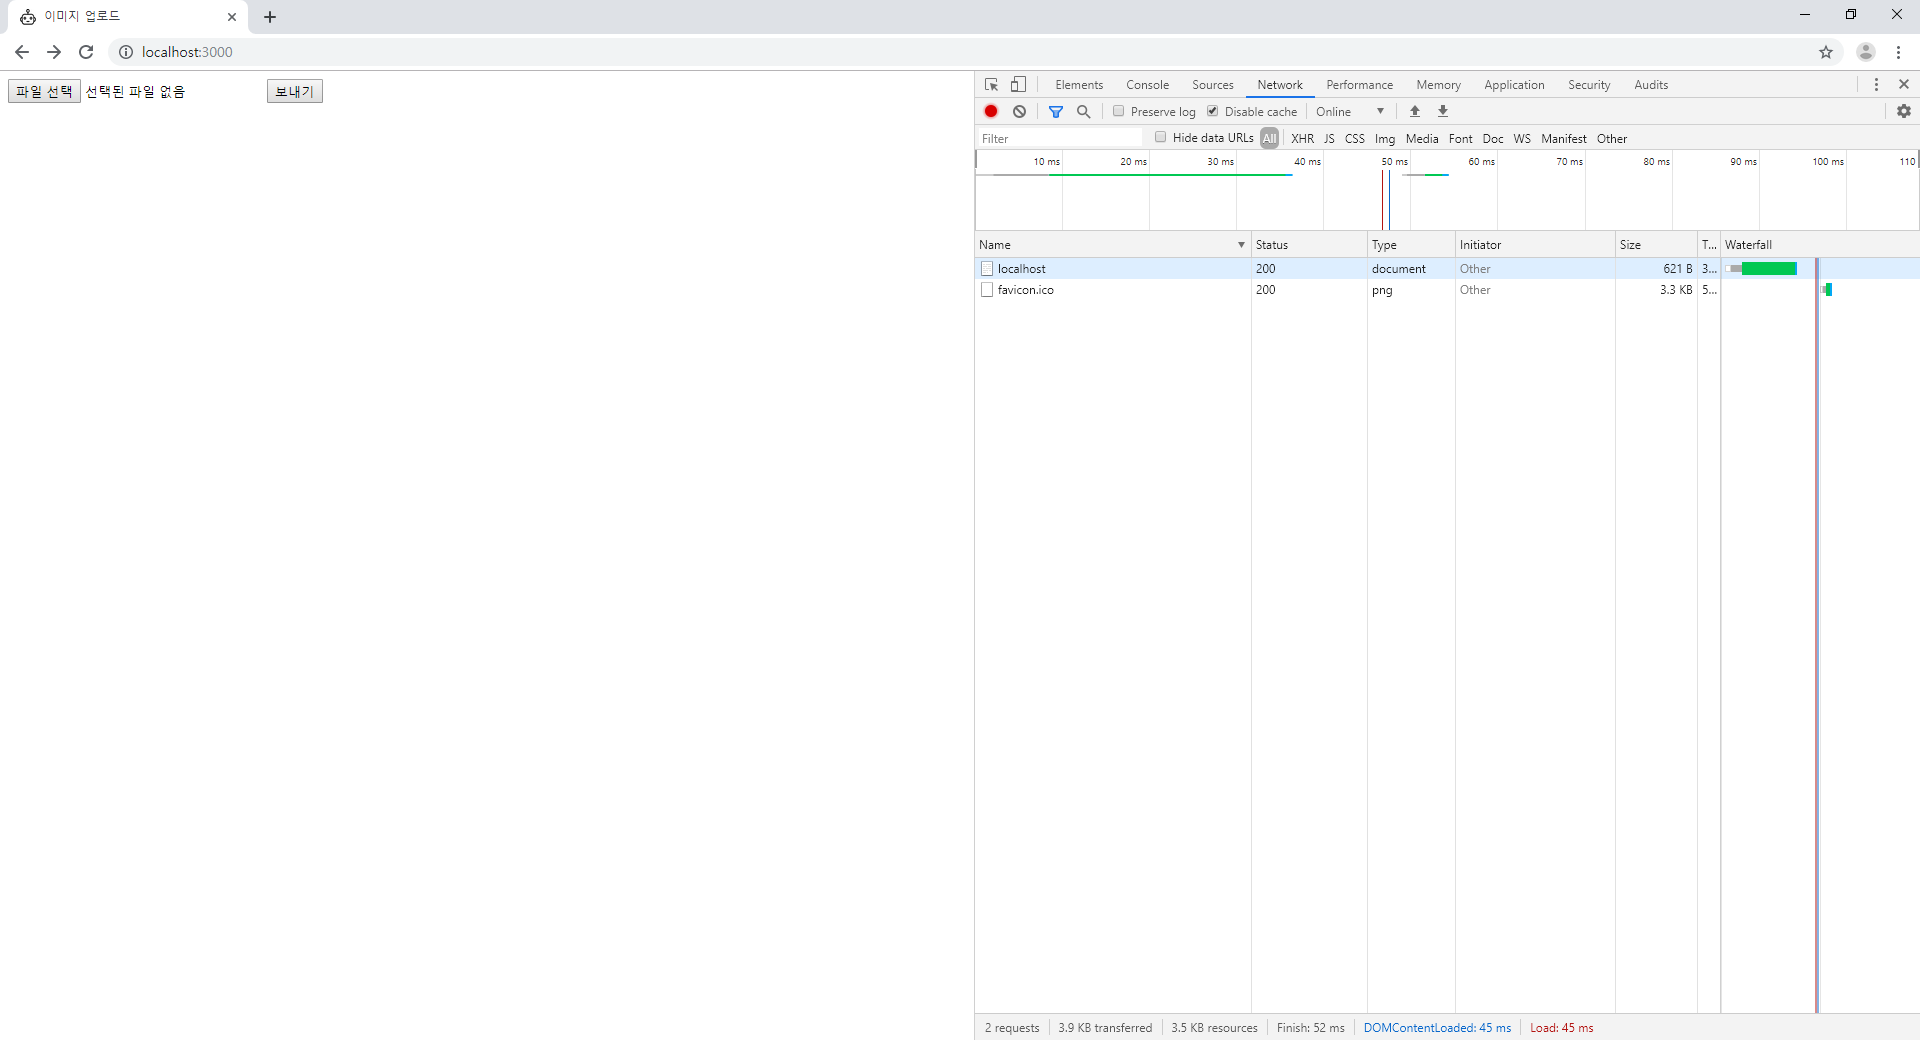 이미지 업로드
localhost:3000
파일 선택 선택된 파일 없음 보내기
Elements Console Sources Network Performance Memory Application Security Audits
Preserve log Disable cache Online
Filter Hide data URLs All XHR JS CSS Img Media Font Doc WS Manifest Other
10 ms 20 ms 30 ms 40 ms 50 ms 60 ms 70 ms 80 ms 90 ms 100 ms 110
Name Status Type Initiator Size T... Waterfall
localhost 200 document Other 621 B 3...
favicon.ico 200 png Other 3.3 KB 5...
2 requests 3.9 KB transferred 3.5 KB resources Finish: 52 ms DOMContentLoaded: 45 ms Load: 45 ms